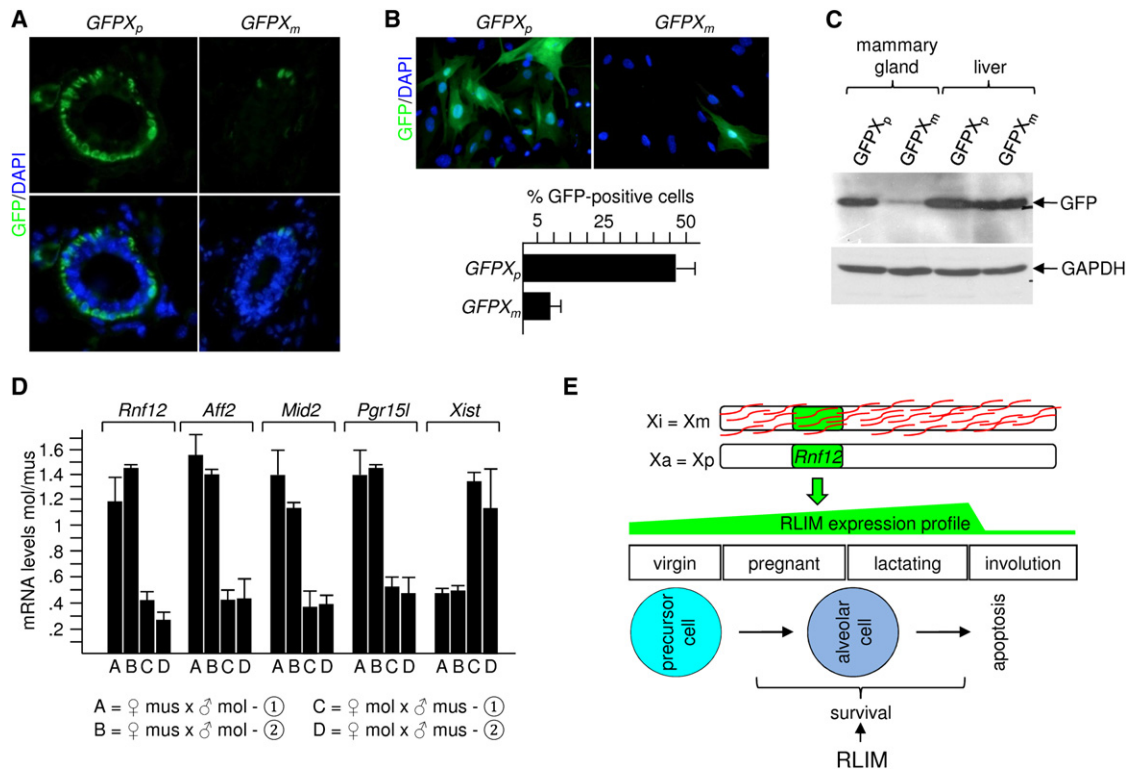 A
GFPXp
GFPXm
GFP/DAPI
B
GFPXp
GFPXm
GFP/DAPI
% GFP-positive cells
5 25 50
GFPXp
GFPXm
C
mammary gland
liver
GFPXp GFPXm GFPXp GFPXm
GFP
GAPDH
D
Rnf12 Aff2 Mid2 Pgr15l Xist
mRNA levels mol/mus
1.6
1.4
1.2
1
.8
.6
.4
.2
A B C D A B C D A B C D A B C D A B C D
A = ♀ mus x ♂ mol - ①
B = ♀ mus x ♂ mol - ②
C = ♀ mol x ♂ mus - ①
D = ♀ mol x ♂ mus - ②
E
Xi = Xm
Xa = Xp
Rnf12
RLIM expression profile
virgin pregnant lactating involution
precursor cell
alveolar cell
apoptosis
survival
RLIM